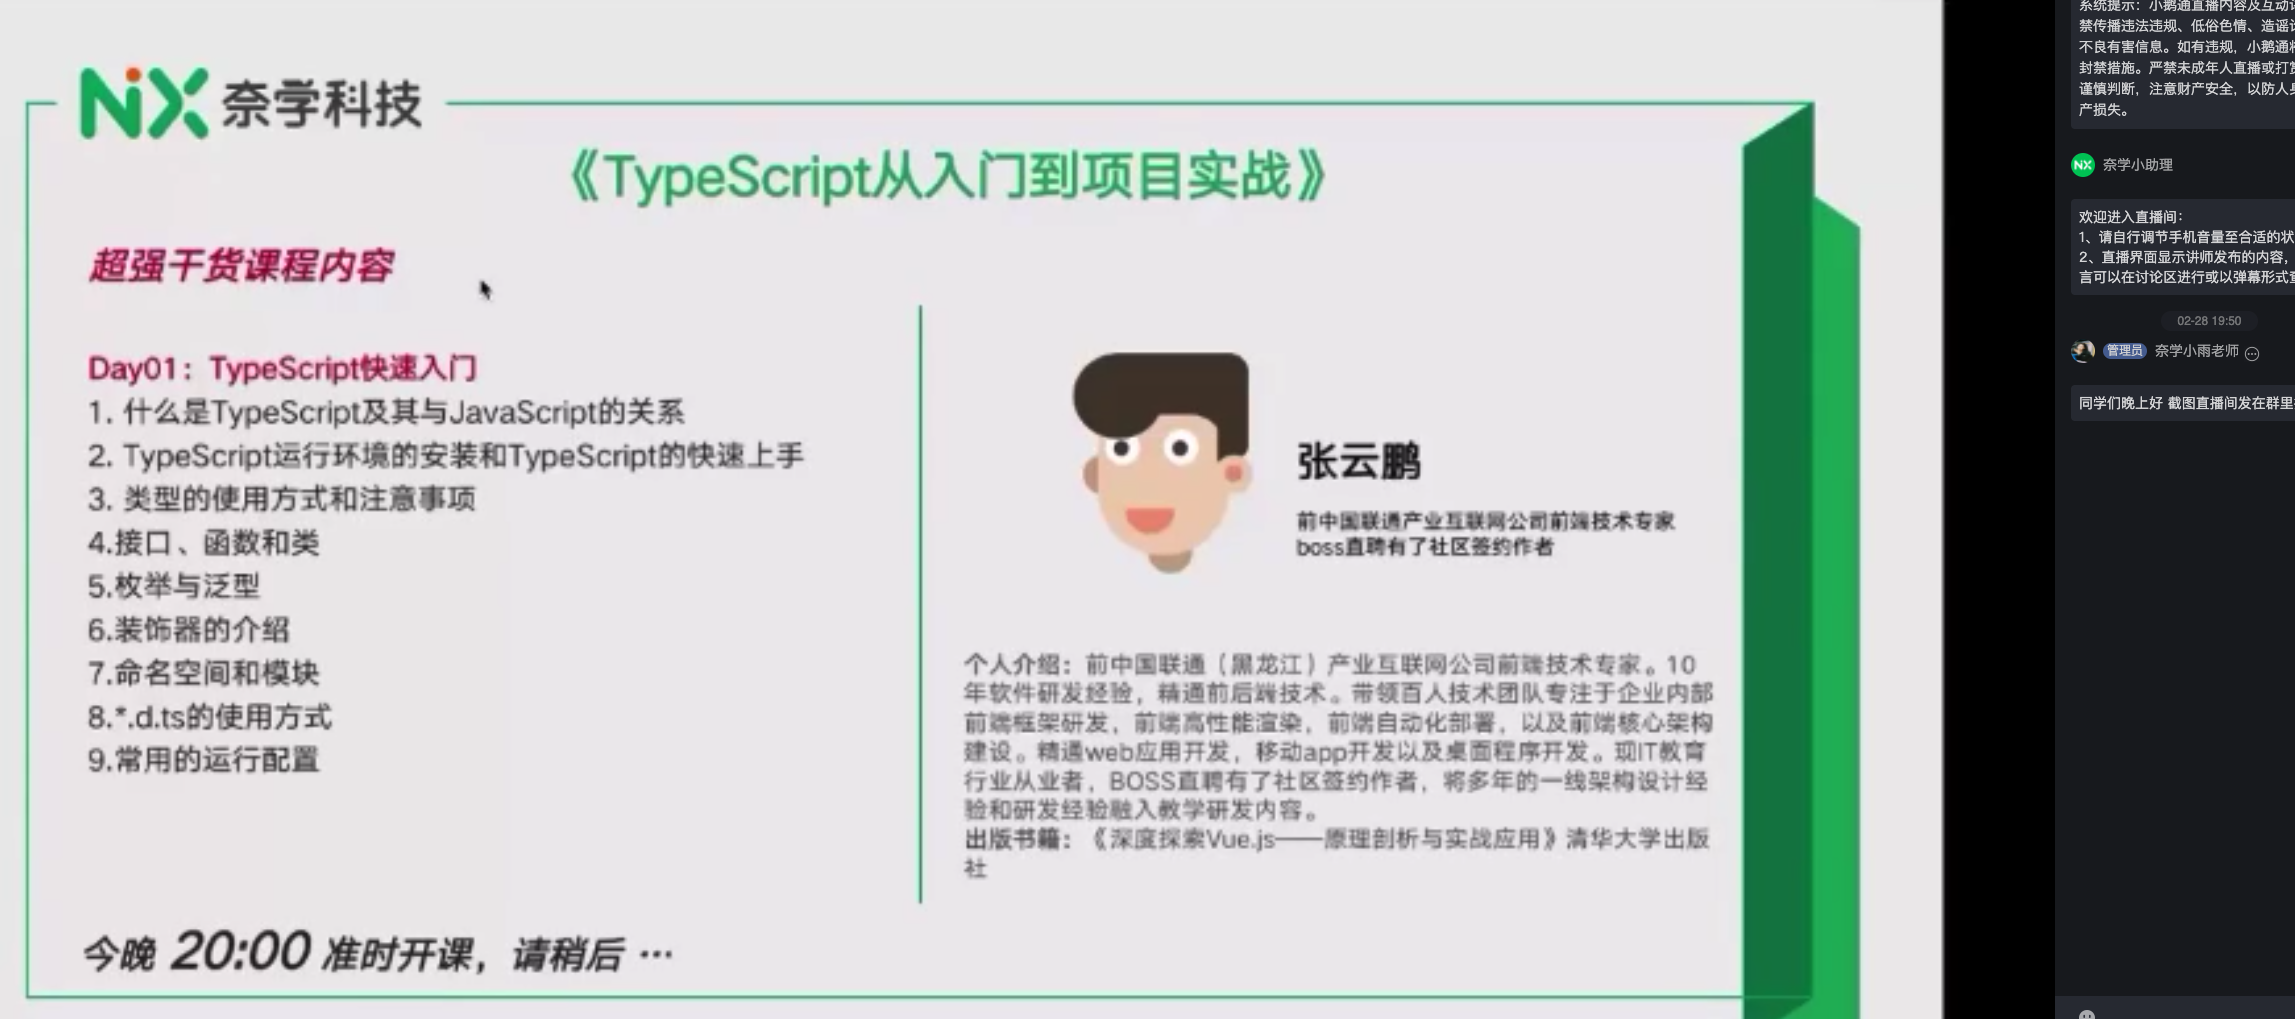 NX 奈学科技
《TypeScript从入门到项目实战》
超强干货课程内容
Day01：TypeScript快速入门
1. 什么是TypeScript及其与JavaScript的关系
2. TypeScript运行环境的安装和TypeScript的快速上手
3. 类型的使用方式和注意事项
4.接口、函数和类
5.枚举与泛型
6.装饰器的介绍
7.命名空间和模块
8.*.d.ts的使用方式
9.常用的运行配置
今晚 20:00 准时开课，请稍后 ···
张云鹏
前中国联通产业互联网公司前端技术专家
boss直聘有了社区签约作者
个人介绍：前中国联通（黑龙江）产业互联网公司前端技术专家。10
年软件研发经验，精通前后端技术。带领百人技术团队专注于企业内部
前端框架研发，前端高性能渲染，前端自动化部署，以及前端核心架构
建设。精通web应用开发，移动app开发以及桌面程序开发。现IT教育
行业从业者，BOSS直聘有了社区签约作者，将多年的一线架构设计经
验和研发经验融入教学研发内容。
出版书籍：《深度探索Vue.js——原理剖析与实战应用》清华大学出版
社
系统提示：小鹅通直播内容及互动
禁传播违法违规、低俗色情、造谣
不良有害信息。如有违规，小鹅通
封禁措施。严禁未成年人直播或打
谨慎判断，注意财产安全，以防人
产损失。
NX 奈学小助理
欢迎进入直播间：
1、请自行调节手机音量至合适的状
2、直播界面显示讲师发布的内容，
言可以在讨论区进行或以弹幕形式
02-28 19:50
管理员 奈学小雨老师
同学们晚上好 截图直播间发在群里